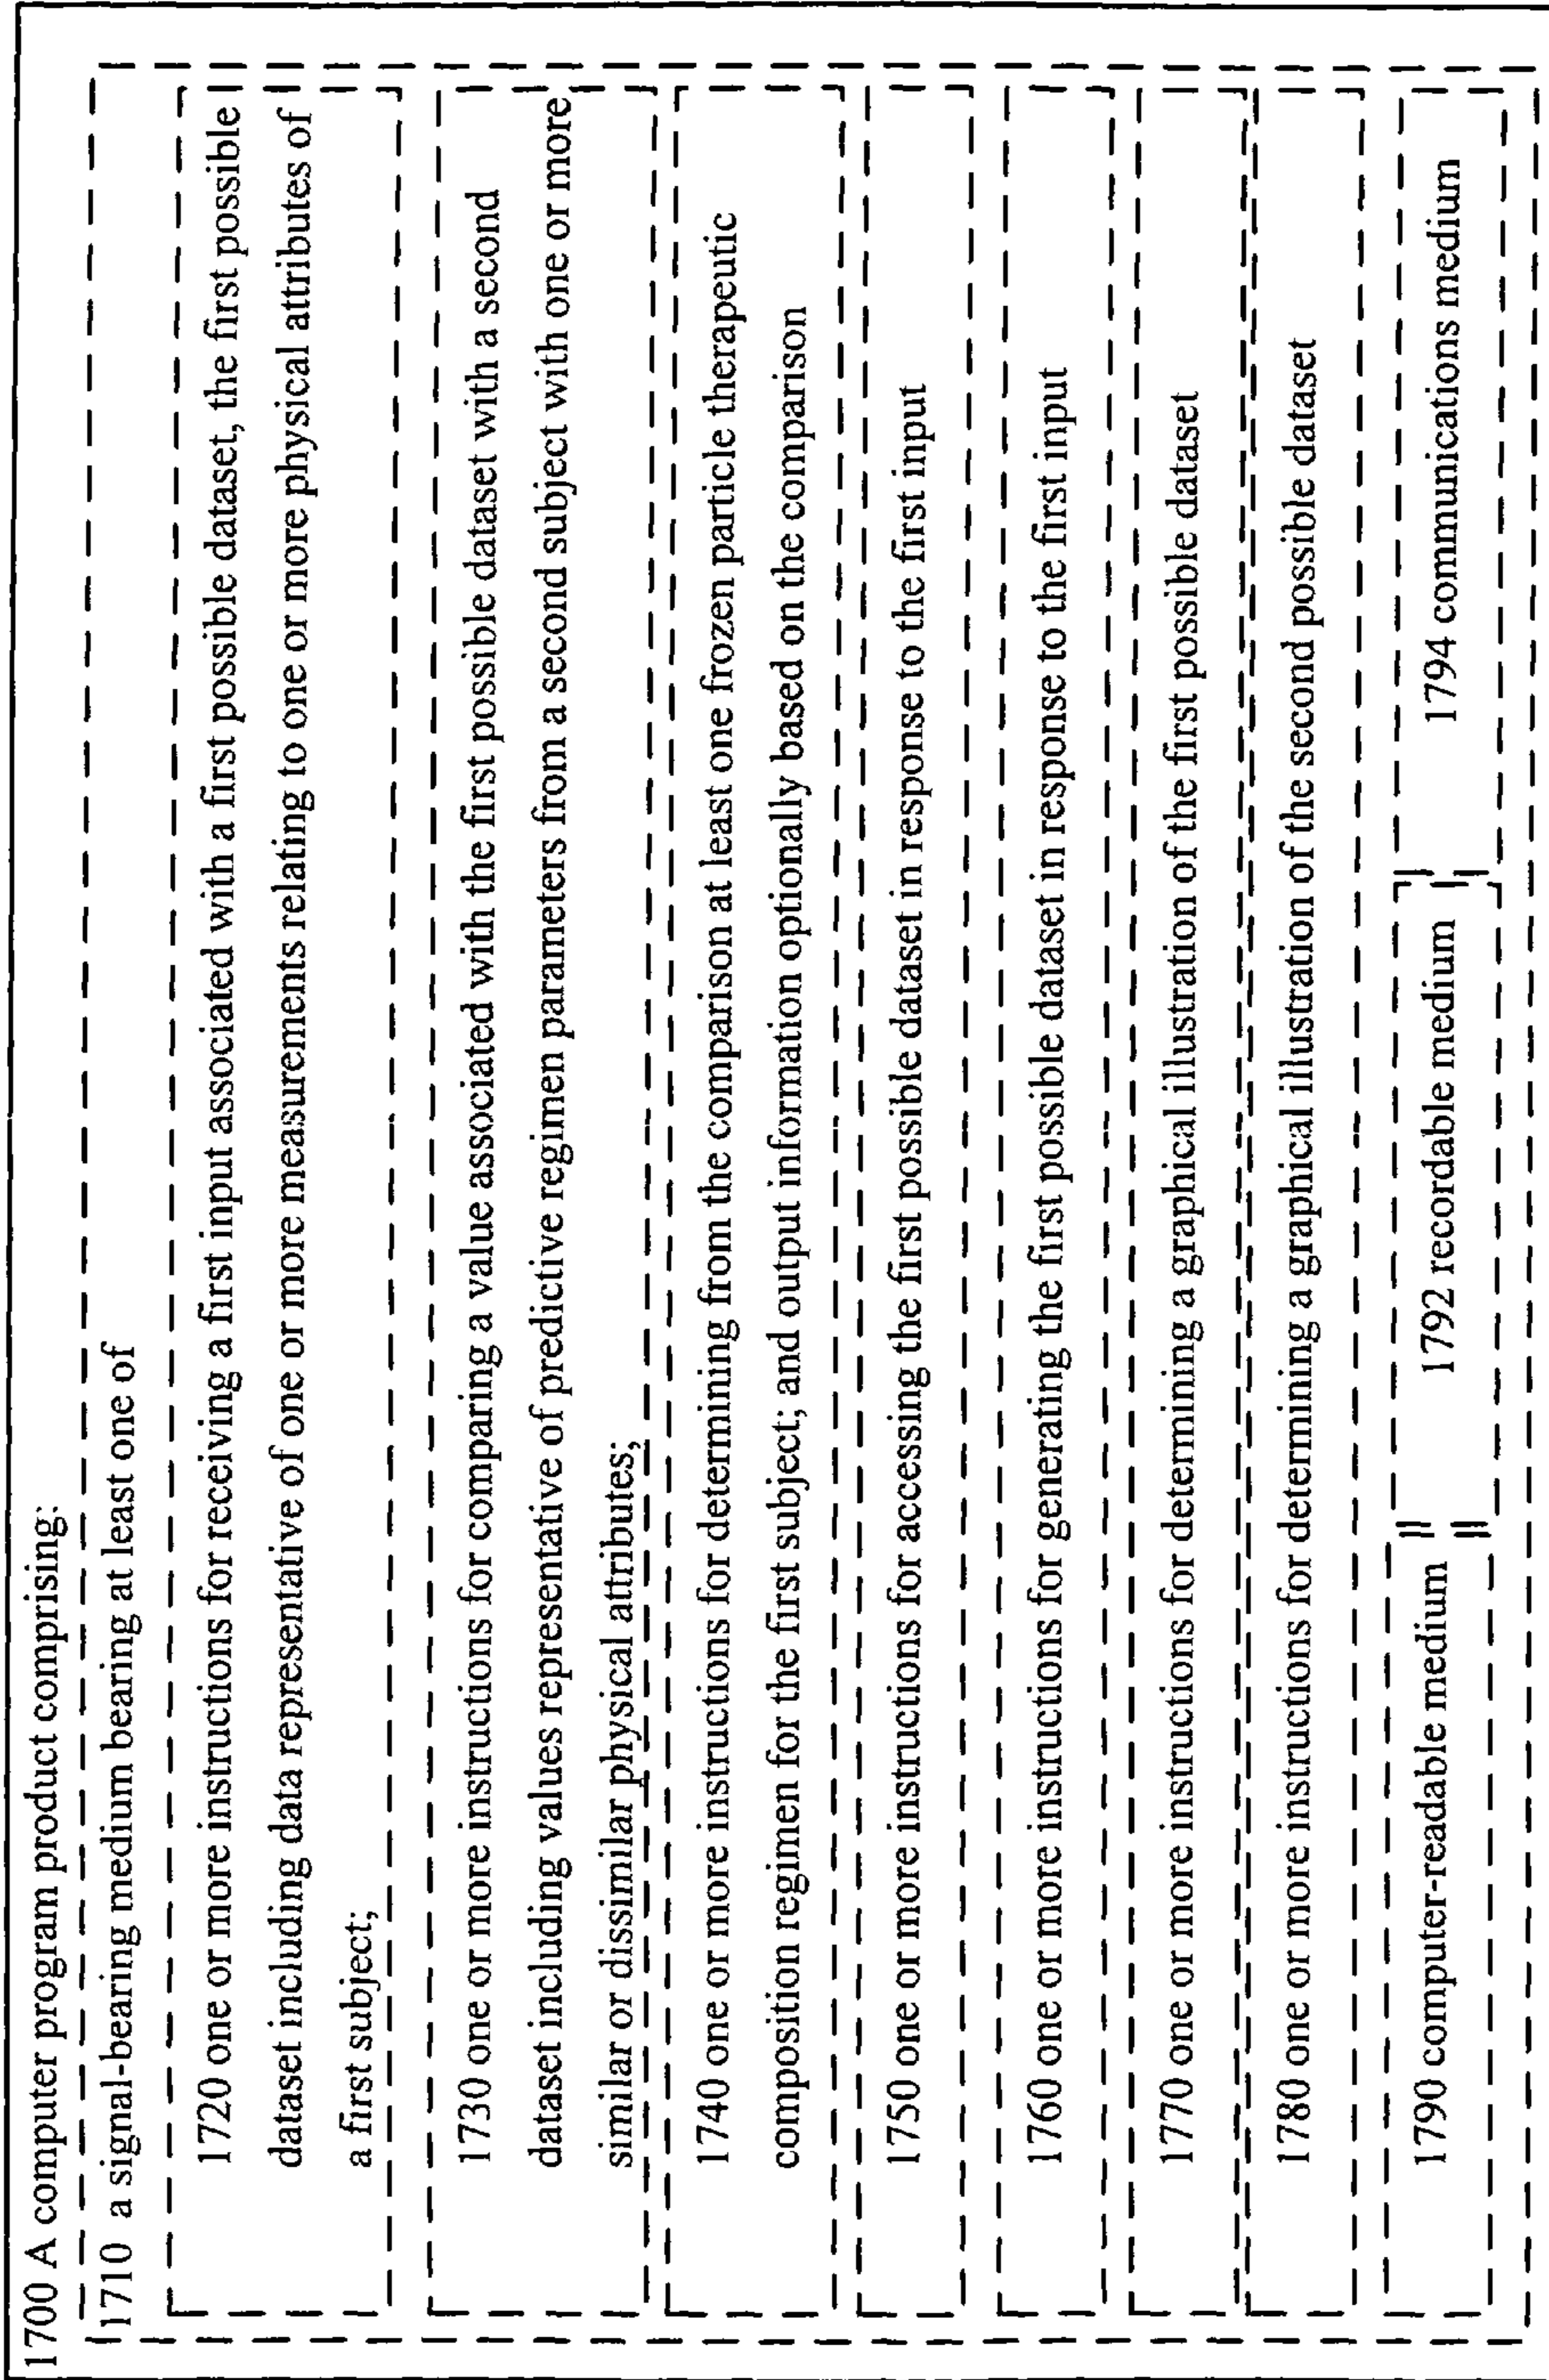 1700 A computer program product comprising:
1710 a signal-bearing medium bearing at least one of
1720 one or more instructions for receiving a first input associated with a first possible dataset, the first possible
dataset including data representative of one or more measurements relating to one or more physical attributes of
a first subject;
1730 one or more instructions for comparing a value associated with the first possible dataset with a second
dataset including values representative of predictive regimen parameters from a second subject with one or more
similar or dissimilar physical attributes;
1740 one or more instructions for determining from the comparison at least one frozen particle therapeutic
composition regimen for the first subject; and output information optionally based on the comparison
1750 one or more instructions for accessing the first possible dataset in response to the first input
1760 one or more instructions for generating the first possible dataset in response to the first input
1770 one or more instructions for determining a graphical illustration of the first possible dataset
1780 one or more instructions for determining a graphical illustration of the second possible dataset
1790 computer-readable medium
1792 recordable medium
1794 communications medium